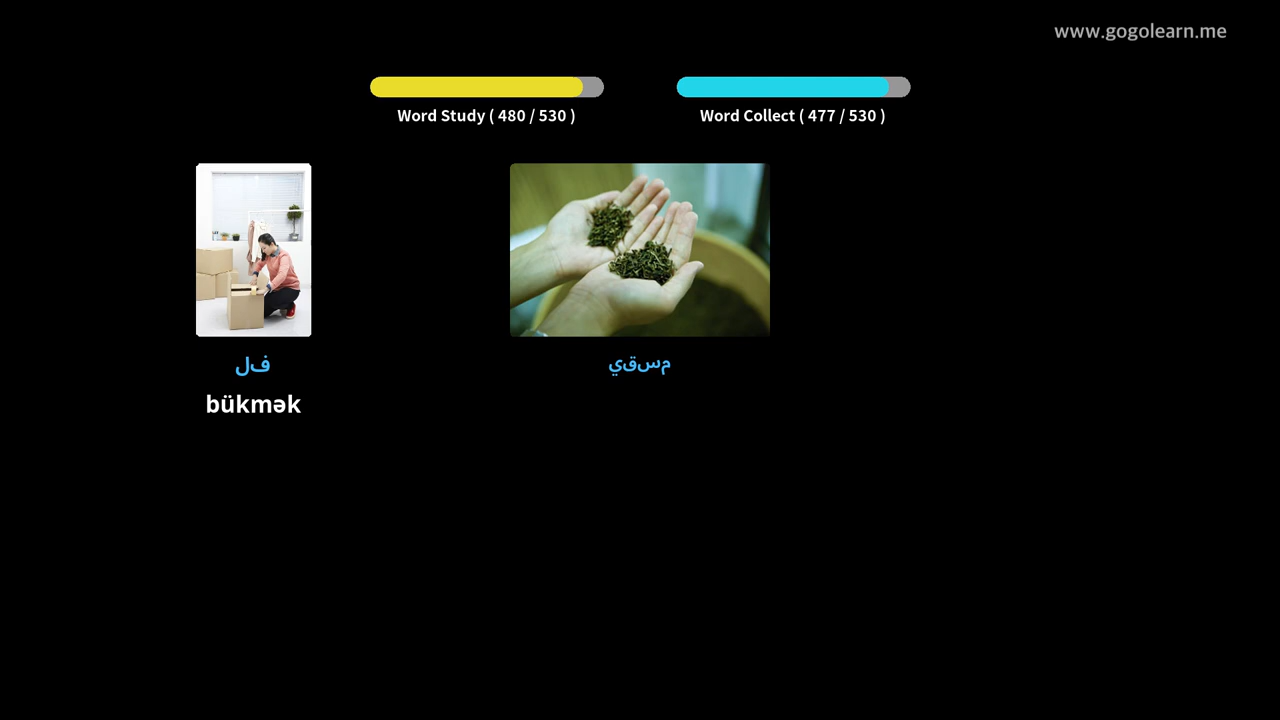 www.gogolearn.me
Word Study ( 480 / 530 )
Word Collect ( 477 / 530 )
فل
مسقي
bükmək